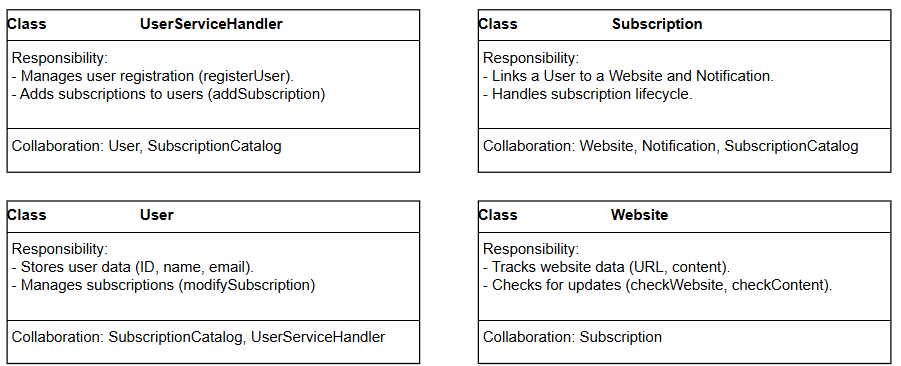 Class UserServiceHandler
Responsibility:
- Manages user registration (registerUser).
- Adds subscriptions to users (addSubscription)
Collaboration: User, SubscriptionCatalog
Class Subscription
Responsibility:
- Links a User to a Website and Notification.
- Handles subscription lifecycle.
Collaboration: Website, Notification, SubscriptionCatalog
Class User
Responsibility:
- Stores user data (ID, name, email).
- Manages subscriptions (modifySubscription)
Collaboration: SubscriptionCatalog, UserServiceHandler
Class Website
Responsibility:
- Tracks website data (URL, content).
- Checks for updates (checkWebsite, checkContent).
Collaboration: Subscription